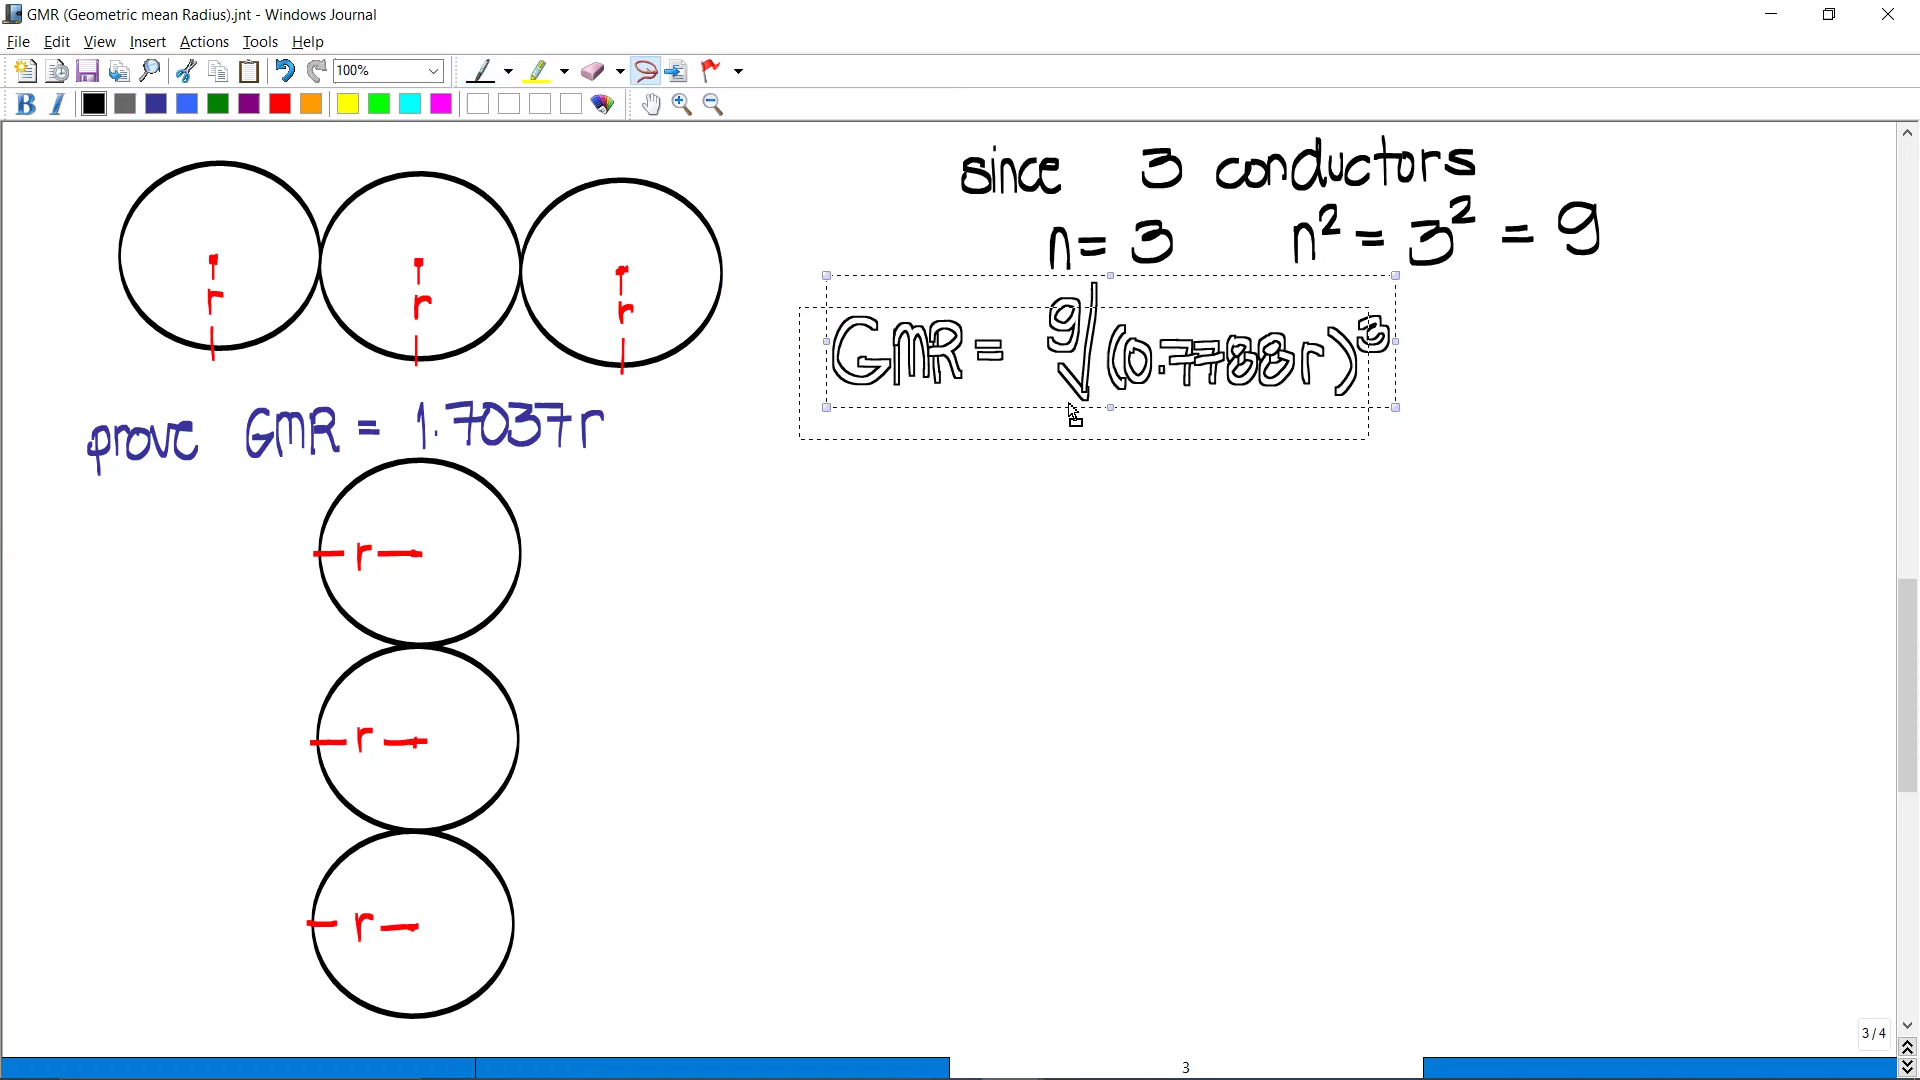 GMR (Geometric mean Radius).jnt - Windows Journal
File Edit View Insert Actions Tools Help
100%
B I
since 3 conductors
n = 3 n² = 3² = 9
GMR = ⁹√(0.7788r)³
r r r
prove GMR = 1.7037r
r
r
r
3 / 4
3